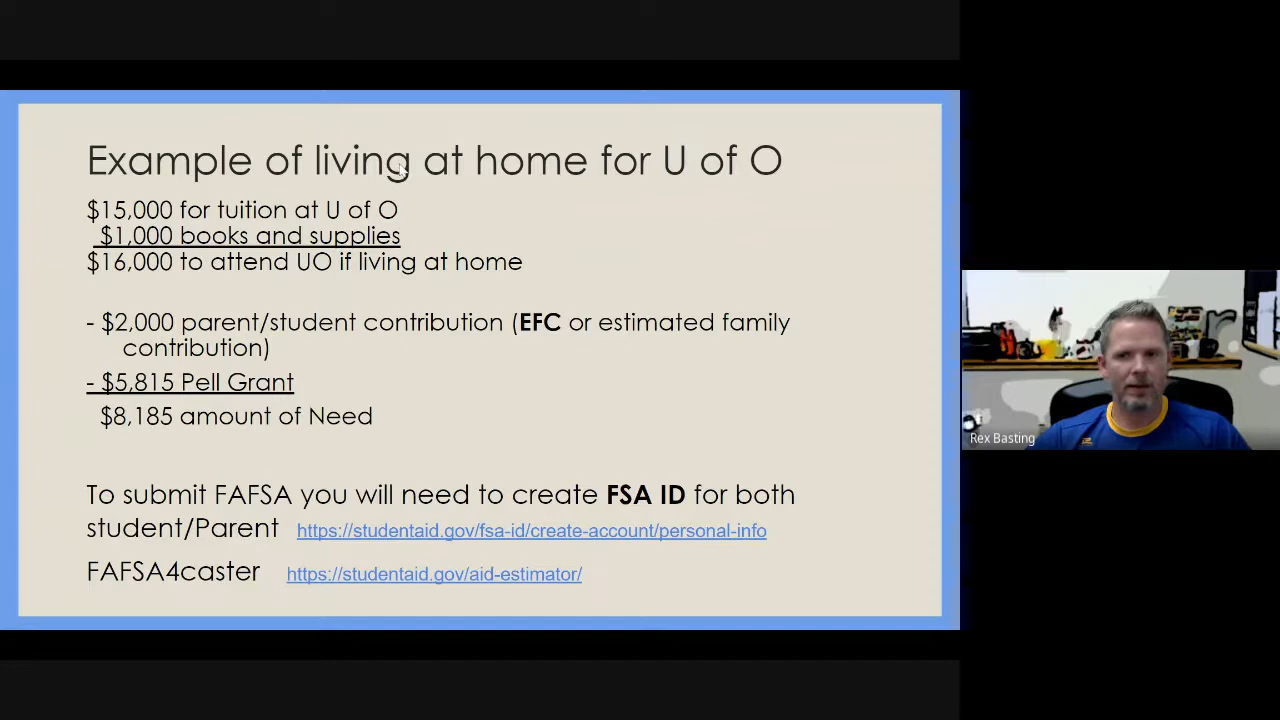 Example of living at home for U of O
$15,000 for tuition at U of O
$1,000 books and supplies
$16,000 to attend UO if living at home
- $2,000 parent/student contribution (EFC or estimated family
contribution)
- $5,815 Pell Grant
$8,185 amount of Need
To submit FAFSA you will need to create FSA ID for both
student/Parent https://studentaid.gov/fsa-id/create-account/personal-info
FAFSA4caster https://studentaid.gov/aid-estimator/
Rex Basting